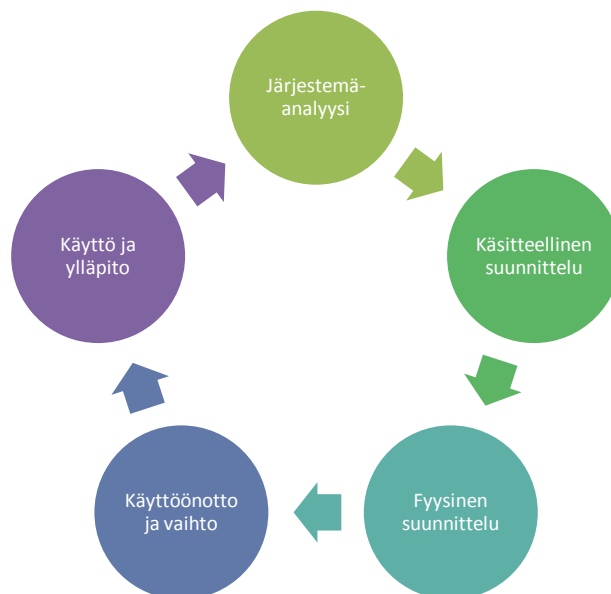 Järjestemä-
analyysi
Käsitteellinen
suunnittelu
Fyysinen
suunnittelu
Käyttöönotto
ja vaihto
Käyttö ja
ylläpito